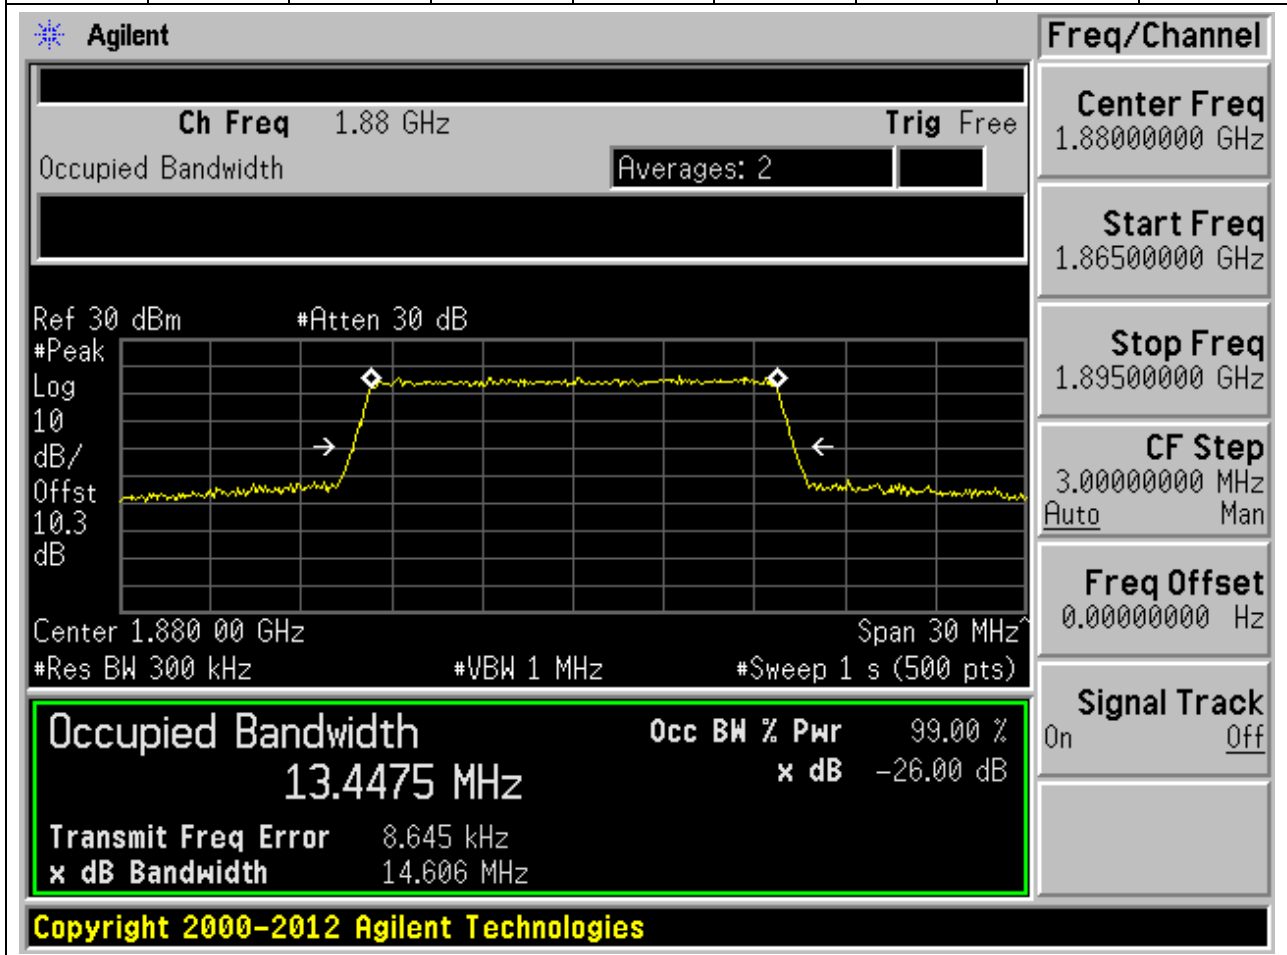 Agilent
Freq/Channel
Ch Freq 1.88 GHz Trig Free
Occupied Bandwidth Averages: 2
Ref 30 dBm #Atten 30 dB
#Peak
Log
10
dB/
Offst
10.3
dB
Center 1.880 00 GHz Span 30 MHz^
#Res BW 300 kHz #VBW 1 MHz #Sweep 1 s (500 pts)
Occupied Bandwidth Occ BW % Pwr 99.00 %
13.4475 MHz x dB -26.00 dB
Transmit Freq Error 8.645 kHz
x dB Bandwidth 14.606 MHz
Copyright 2000-2012 Agilent Technologies
Center Freq
1.88000000 GHz
Start Freq
1.86500000 GHz
Stop Freq
1.89500000 GHz
CF Step
3.00000000 MHz
Auto Man
Freq Offset
0.00000000 Hz
Signal Track
On Off